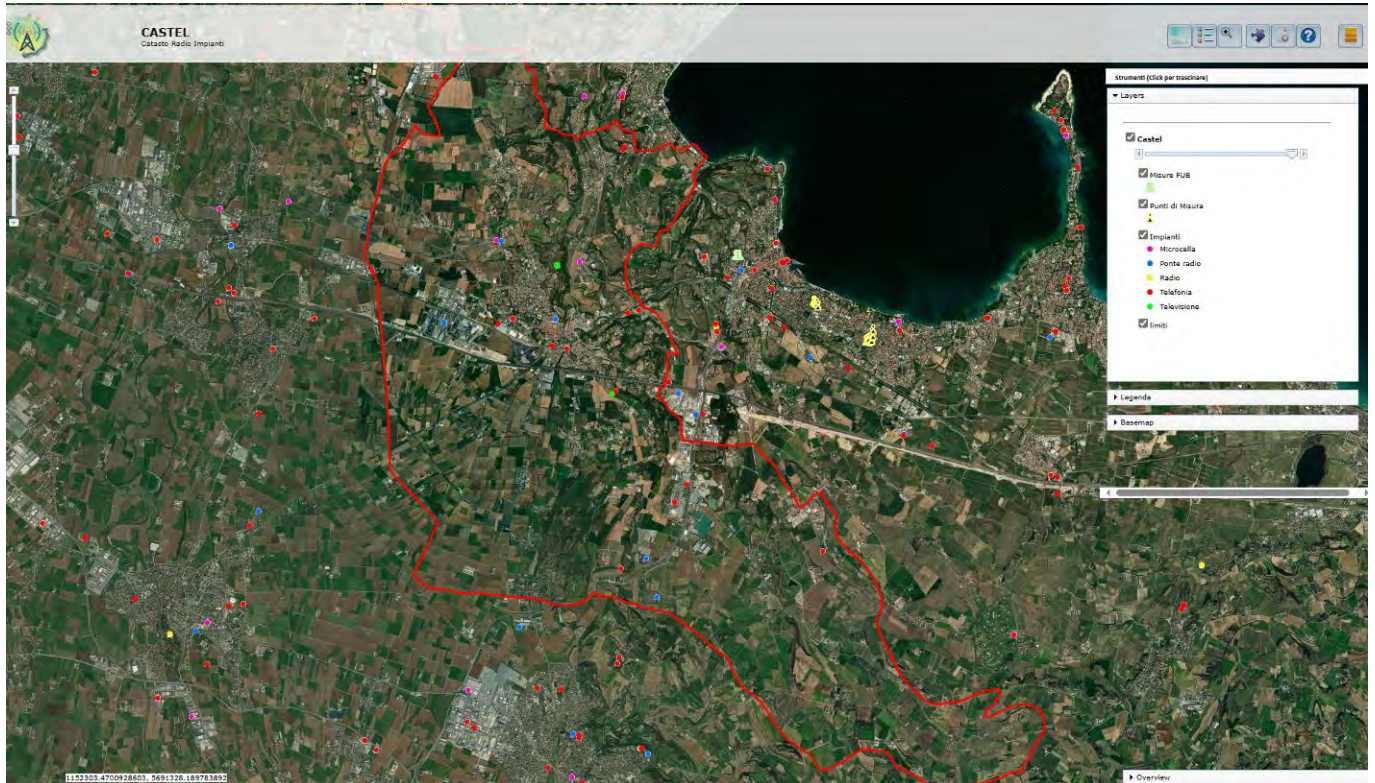 CASTEL
Catasto Radio Impianti
Strumenti (Click per trascinare)
Layers
Castel
Misure FUB
Punti di Misura
Impianti
Microcella
Ponte radio
Radio
Telefonia
Televisione
limiti
Legenda
Basemap
1152303.4700928603, 5691328.189783892
Overview